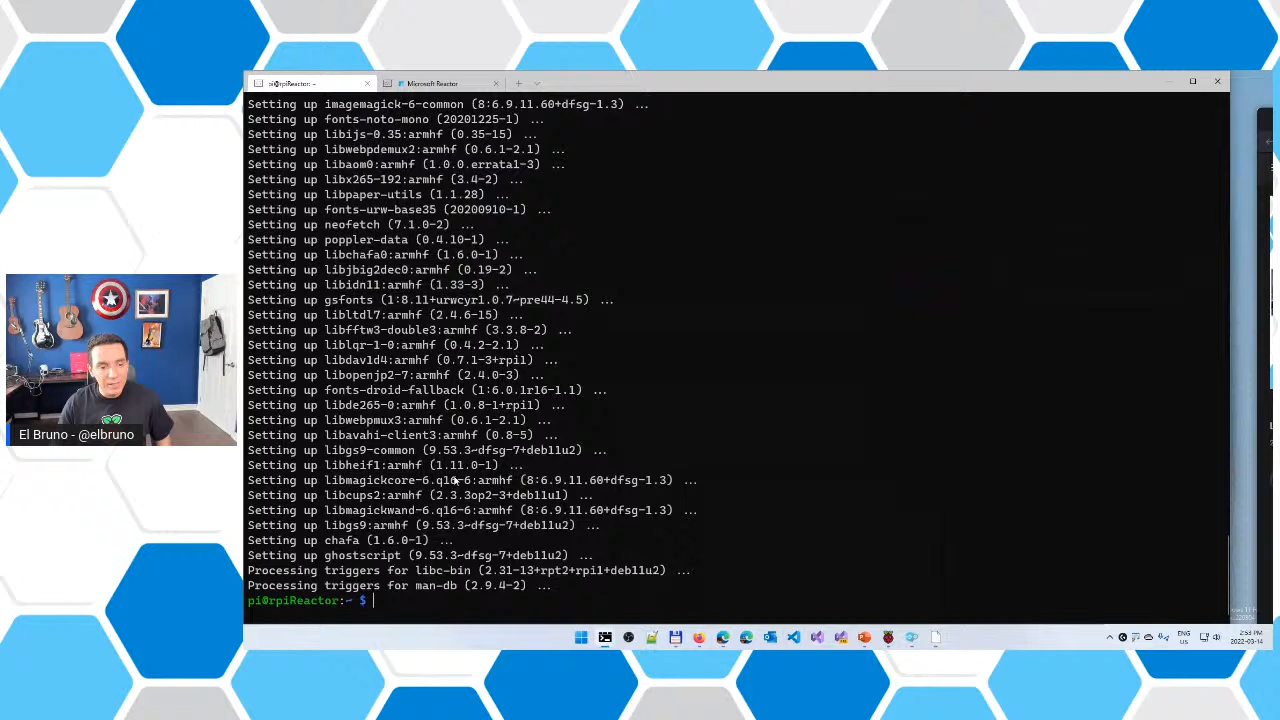 pi@rpiReactor: ~
Microsoft Reactor
Setting up imagemagick-6-common (8:6.9.11.60+dfsg-1.3) ...
Setting up fonts-noto-mono (20201225-1) ...
Setting up libijs-0.35:armhf (0.35-15) ...
Setting up libwebpdemux2:armhf (0.6.1-2.1) ...
Setting up libaom0:armhf (1.0.0.errata1-3) ...
Setting up libx265-192:armhf (3.4-2) ...
Setting up libpaper-utils (1.1.28) ...
Setting up fonts-urw-base35 (20200910-1) ...
Setting up neofetch (7.1.0-2) ...
Setting up poppler-data (0.4.10-1) ...
Setting up libchafa0:armhf (1.6.0-1) ...
Setting up libjbig2dec0:armhf (0.19-2) ...
Setting up libidn11:armhf (1.33-3) ...
Setting up gsfonts (1:8.11+urwcyr1.0.7~pre44-4.5) ...
Setting up libltdl7:armhf (2.4.6-15) ...
Setting up libfftw3-double3:armhf (3.3.8-2) ...
Setting up liblqr-1-0:armhf (0.4.2-2.1) ...
Setting up libdav1d4:armhf (0.7.1-3+rpi1) ...
Setting up libopenjp2-7:armhf (2.4.0-3) ...
Setting up fonts-droid-fallback (1:6.0.1r16-1.1) ...
Setting up libde265-0:armhf (1.0.8-1+rpi1) ...
Setting up libwebpmux3:armhf (0.6.1-2.1) ...
Setting up libavahi-client3:armhf (0.8-5) ...
Setting up libgs9-common (9.53.3~dfsg-7+deb11u2) ...
Setting up libheif1:armhf (1.11.0-1) ...
Setting up libmagickcore-6.q16-6:armhf (8:6.9.11.60+dfsg-1.3) ...
Setting up libcups2:armhf (2.3.3op2-3+deb11u1) ...
Setting up libmagickwand-6.q16-6:armhf (8:6.9.11.60+dfsg-1.3) ...
Setting up libgs9:armhf (9.53.3~dfsg-7+deb11u2) ...
Setting up chafa (1.6.0-1) ...
Setting up ghostscript (9.53.3~dfsg-7+deb11u2) ...
Processing triggers for libc-bin (2.31-13+rpt2+rpi1+deb11u2) ...
Processing triggers for man-db (2.9.4-2) ...
pi@rpiReactor:~ $
El Bruno - @elbruno
ENG
US
2:53 PM
2022-03-14